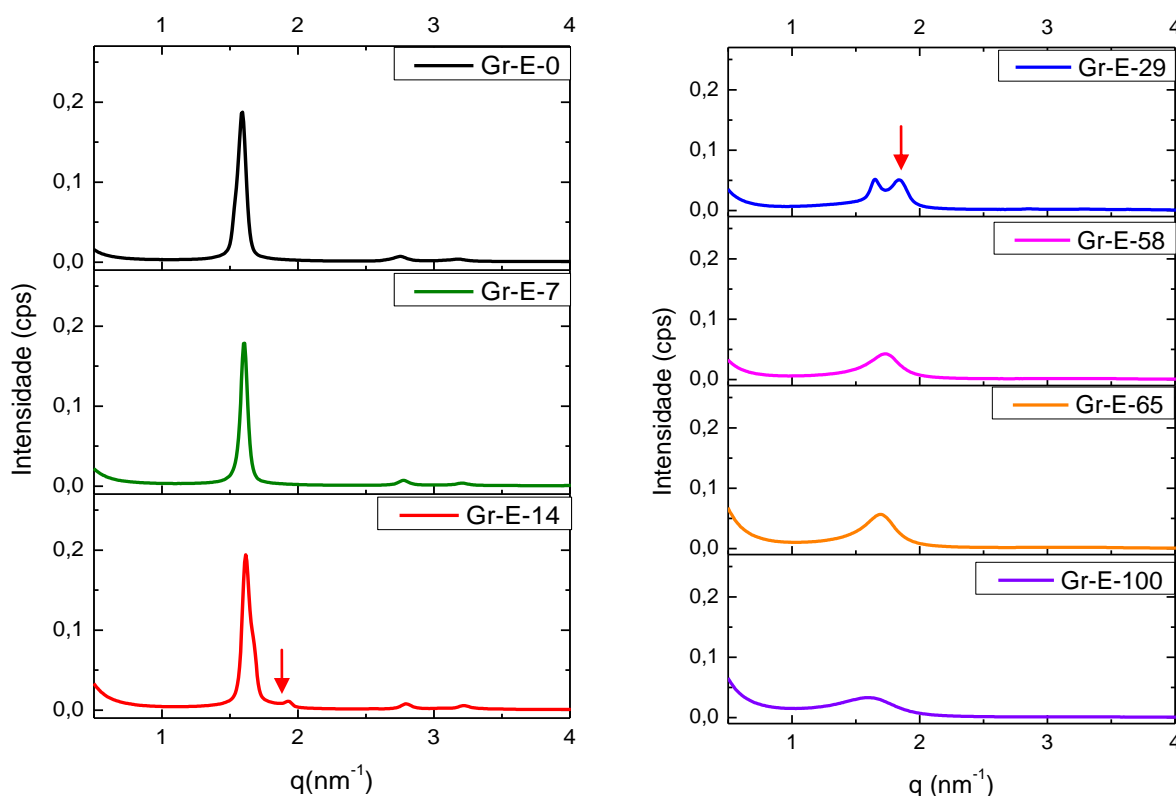 1 2 3 4
Gr-E-0
0,2
0,1
0,0
Gr-E-7
0,2
0,1
0,0
Gr-E-14
0,2
0,1
0,0
1 2 3 4
q(nm⁻¹)
Intensidade (cps)
1 2 3 4
Gr-E-29
0,2
0,1
0,0
Gr-E-58
0,2
0,1
0,0
Gr-E-65
0,2
0,1
0,0
Gr-E-100
0,2
0,1
0,0
1 2 3 4
q (nm⁻¹)
Intensidade (cps)